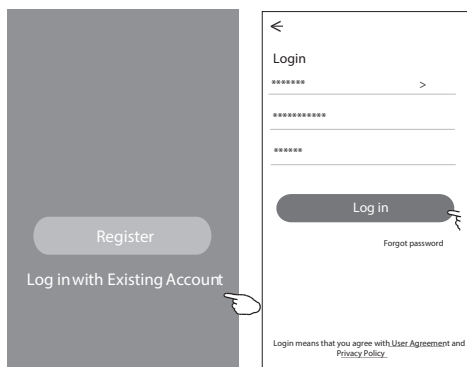 Register
Log in with Existing Account
Login
*******
>
***********
******
Log in
Forgot password
Login means that you agree with User Agreement and
Privacy Policy